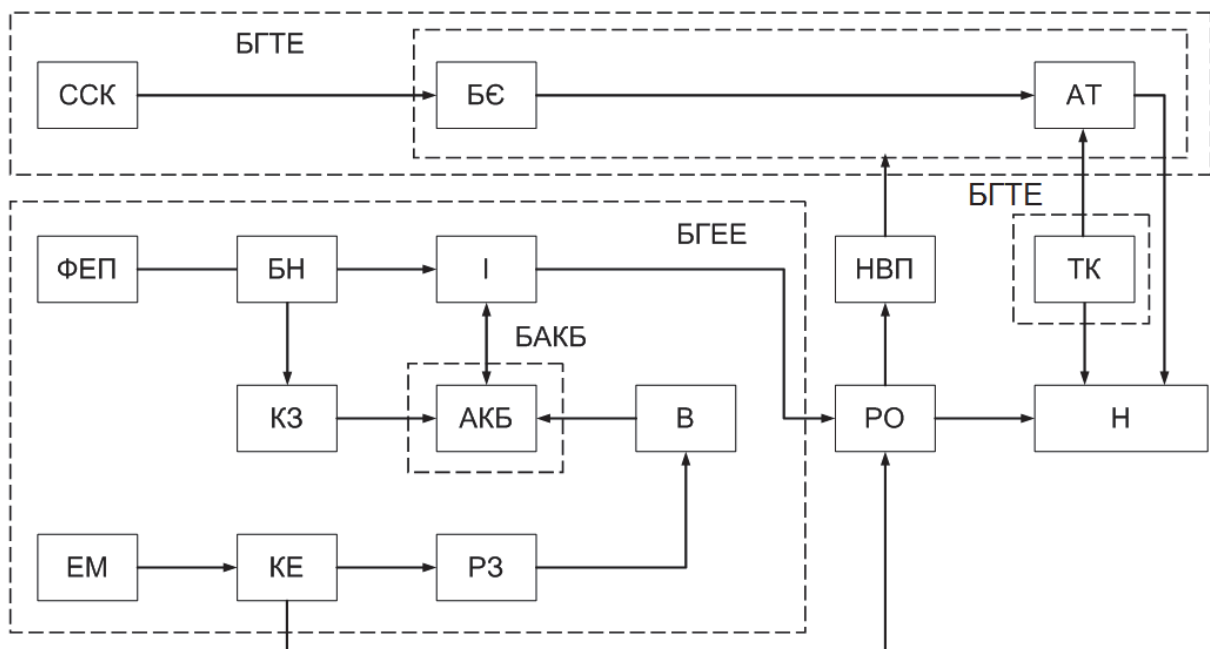 БГТЕ
ССК
БЄ
АТ
БГТЕ
БГЕЕ
ФЕП
БН
І
НВП
ТК
БАКБ
КЗ
АКБ
В
РО
Н
ЕМ
КЕ
РЗ